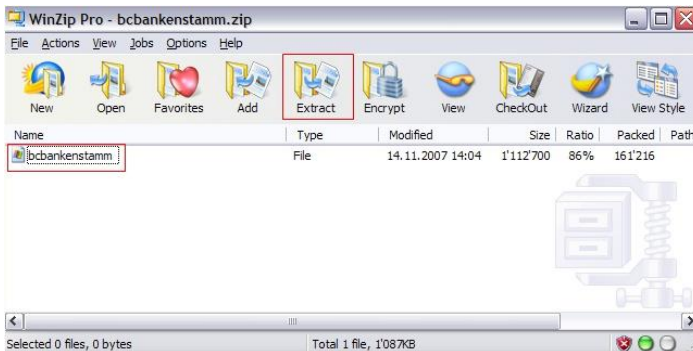 WinZip Pro - bcbankenstamm.zip
File Actions View Jobs Options Help
New Open Favorites Add Extract Encrypt View CheckOut Wizard View Style
Name Type Modified Size Ratio Packed Path
bcbankenstamm File 14.11.2007 14:04 1'112'700 86% 161'216
Selected 0 files, 0 bytes Total 1 file, 1'087KB